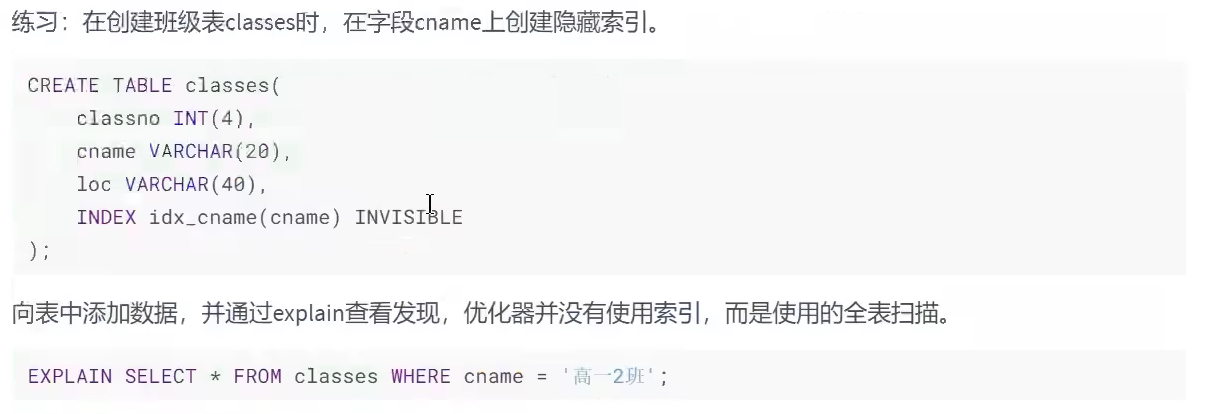 练习：在创建班级表classes时，在字段cname上创建隐藏索引。
CREATE TABLE classes(
classno INT(4),
cname VARCHAR(20),
loc VARCHAR(40),
INDEX idx_cname(cname) INVISIBLE
);
向表中添加数据，并通过explain查看发现，优化器并没有使用索引，而是使用的全表扫描。
EXPLAIN SELECT * FROM classes WHERE cname = '高一2班';